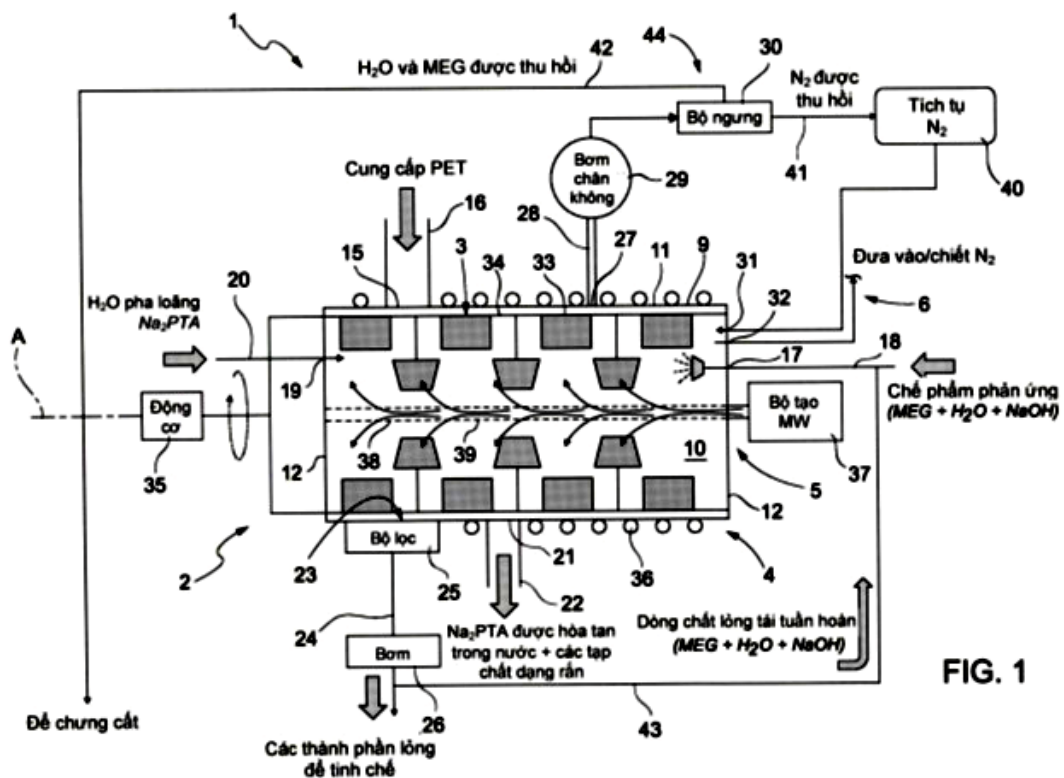 1
42
44
30
H₂O và MEG được thu hồi
N₂ được
thu hồi
Bộ ngưng
Tích tụ
N₂
41
40
Cung cấp PET
Bơm
chân
không
29
16
28
27
Đưa vào/chiết N₂
15
3
34
33
11
9
31
6
20
H₂O pha loãng
Na₂PTA
32
A
19
17
18
Chế phẩm phản ứng
(MEG + H₂O + NaOH)
Động
cơ
35
Bộ tạo
MW
37
12
38
39
10
5
12
2
23
Bộ lọc
25
21
22
36
4
24
Na₂PTA được hòa tan
trong nước + các tạp
chất dạng rắn
Dòng chất lỏng tái tuần hoàn
(MEG + H₂O + NaOH)
Bơm
26
43
FIG. 1
Để chưng cất
Các thành phần lỏng
để tinh chế